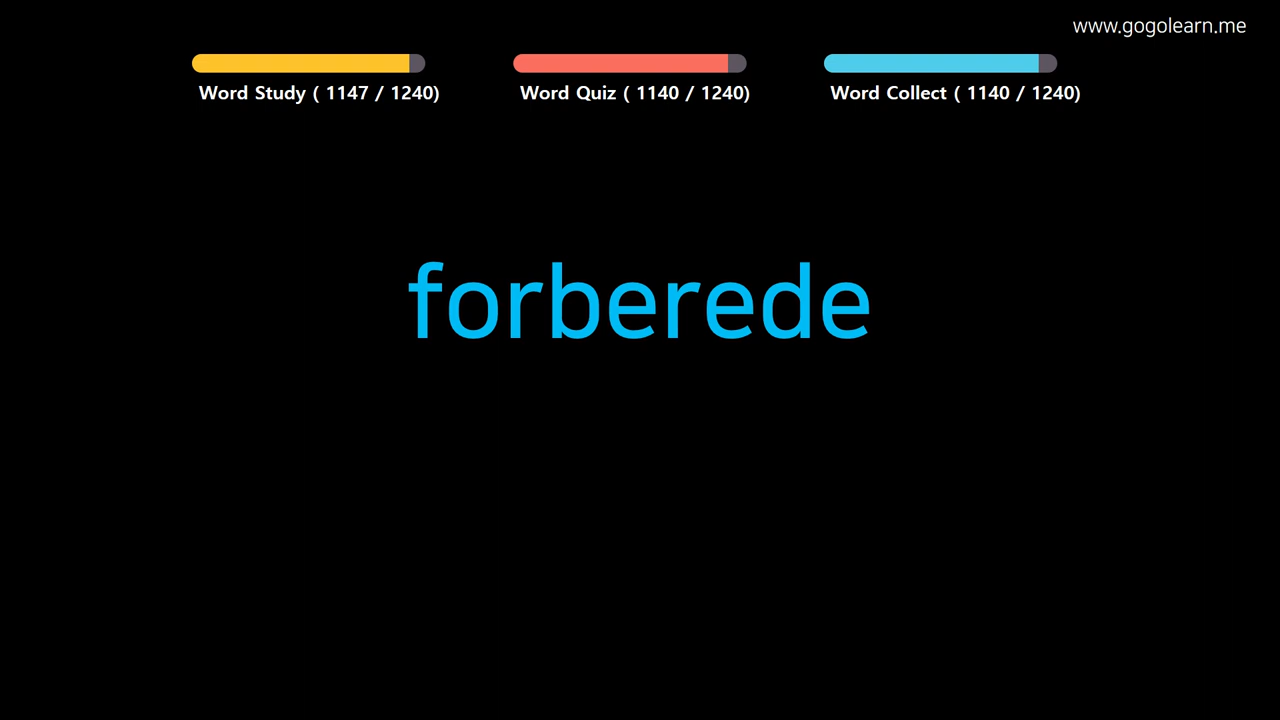 www.gogolearn.me
Word Study ( 1147 / 1240)
Word Quiz ( 1140 / 1240)
Word Collect ( 1140 / 1240)
forberede